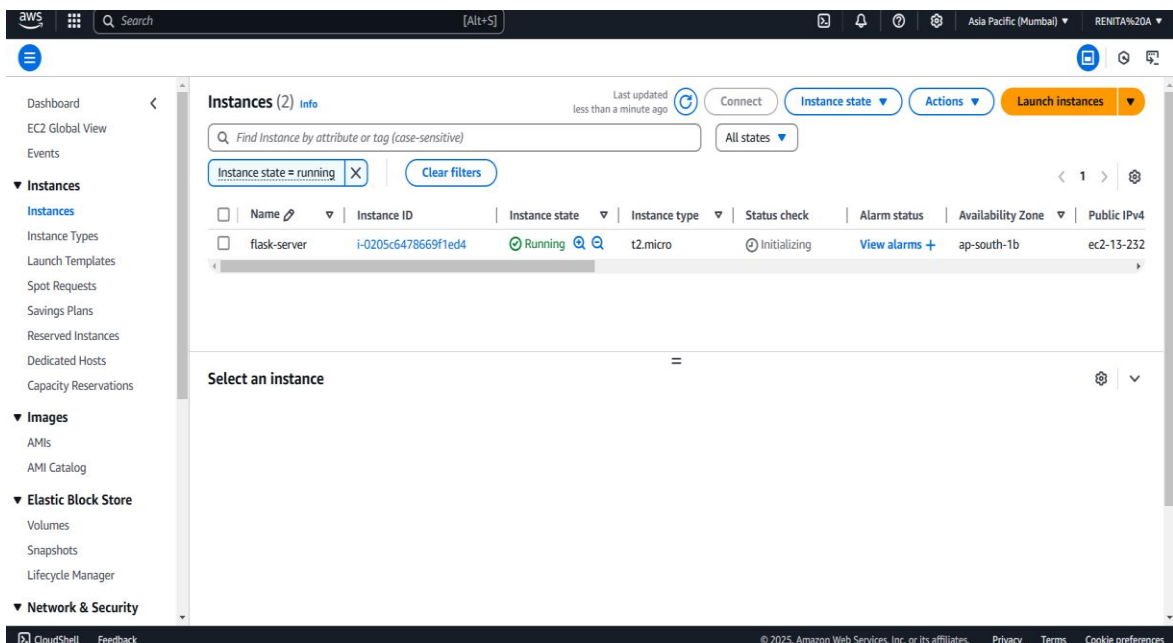 aws Search [Alt+S] Asia Pacific (Mumbai) RENITA%20A
Dashboard
EC2 Global View
Events
Instances
Instances
Instance Types
Launch Templates
Spot Requests
Savings Plans
Reserved Instances
Dedicated Hosts
Capacity Reservations
Images
AMIs
AMI Catalog
Elastic Block Store
Volumes
Snapshots
Lifecycle Manager
Network & Security
Instances (2) Info
Last updated
less than a minute ago
Connect Instance state Actions Launch instances
Find Instance by attribute or tag (case-sensitive) All states
Instance state = running Clear filters
1
Name Instance ID Instance state Instance type Status check Alarm status Availability Zone Public IPv4
flask-server i-0205c6478669f1ed4 Running t2.micro Initializing View alarms + ap-south-1b ec2-13-232
Select an instance
CloudShell Feedback © 2025, Amazon Web Services, Inc. or its affiliates. Privacy Terms Cookie preferences